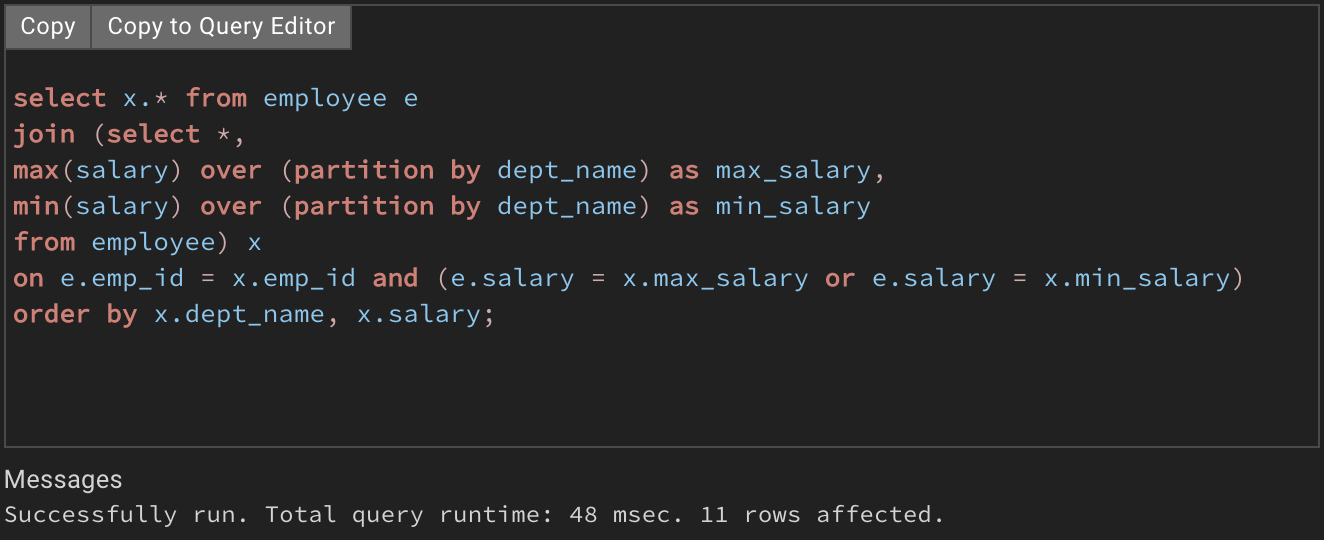 Copy Copy to Query Editor
select x.* from employee e
join (select *,
max(salary) over (partition by dept_name) as max_salary,
min(salary) over (partition by dept_name) as min_salary
from employee) x
on e.emp_id = x.emp_id and (e.salary = x.max_salary or e.salary = x.min_salary)
order by x.dept_name, x.salary;
Messages
Successfully run. Total query runtime: 48 msec. 11 rows affected.